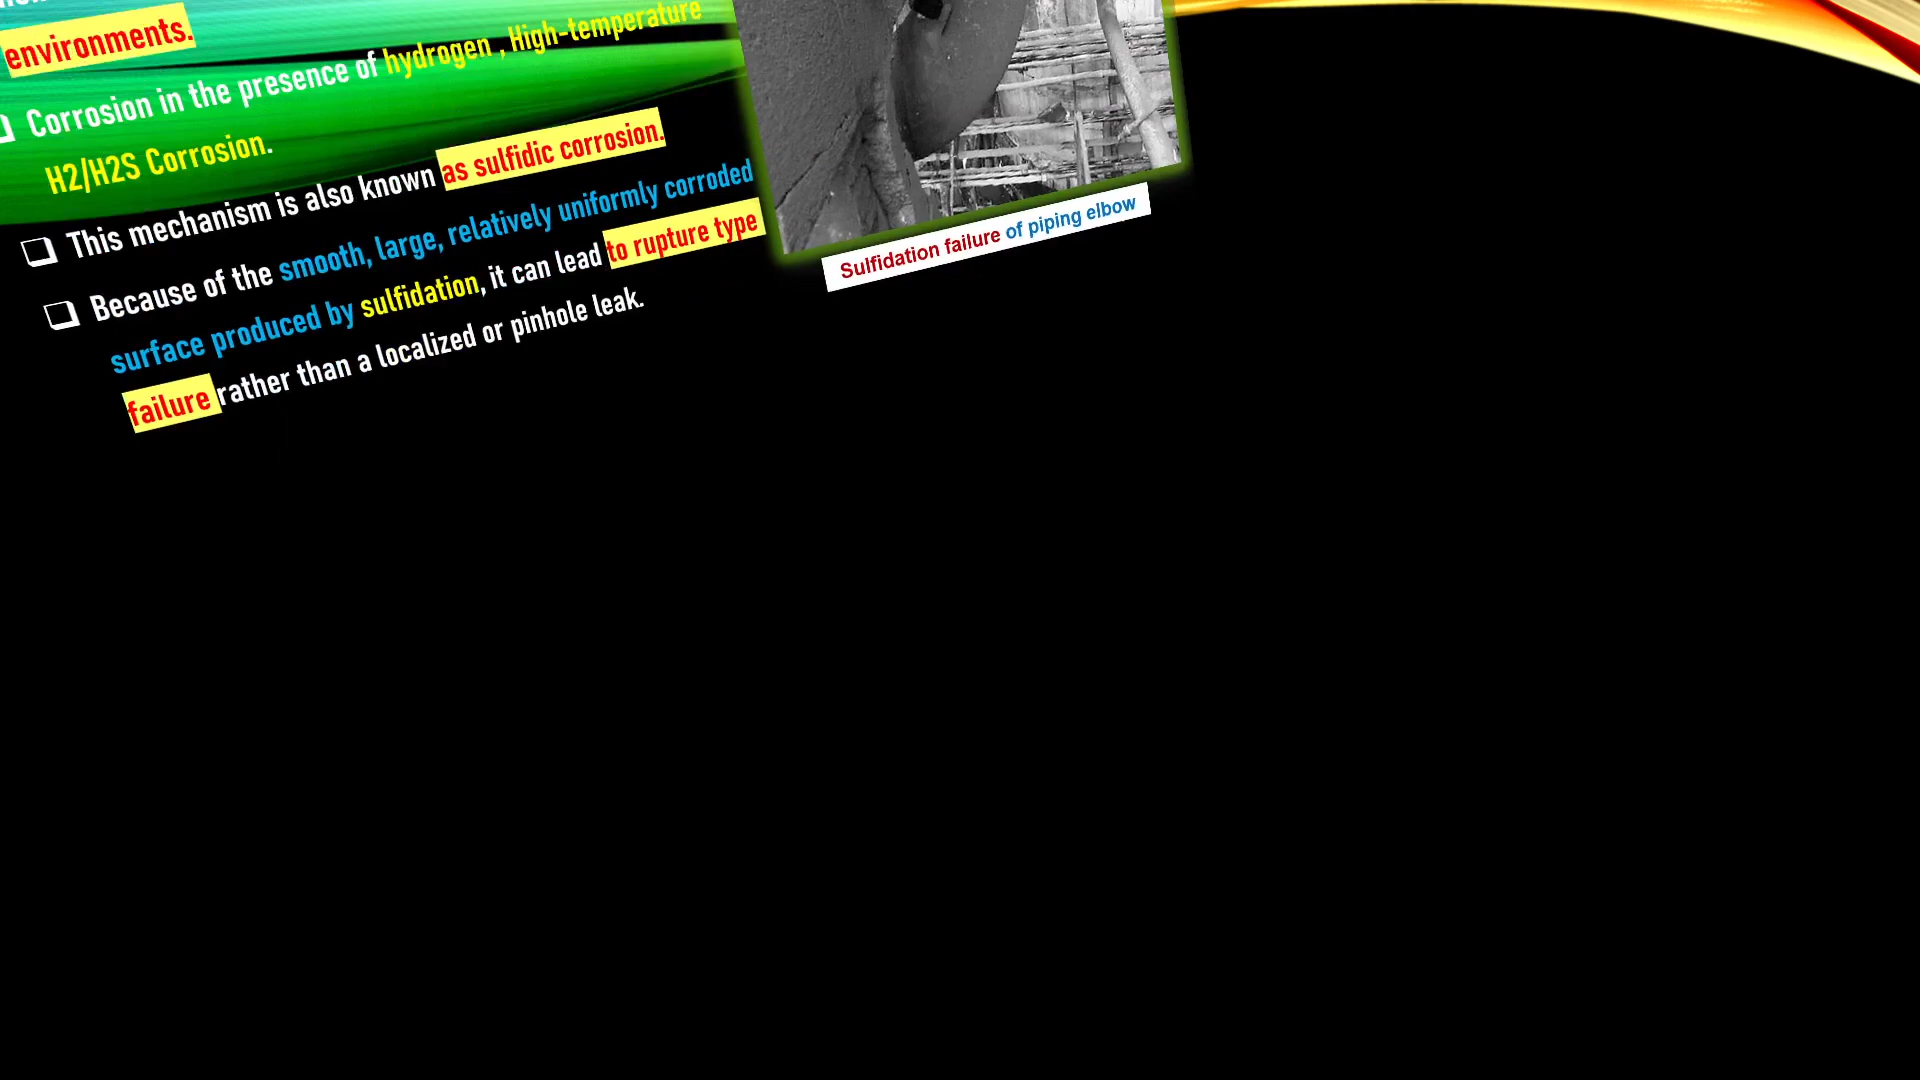 environments.
Corrosion in the presence of hydrogen , High-temperature
H2/H2S Corrosion.
This mechanism is also known as sulfidic corrosion.
Because of the smooth, large, relatively uniformly corroded
surface produced by sulfidation, it can lead to rupture type
failure rather than a localized or pinhole leak.
Sulfidation failure of piping elbow